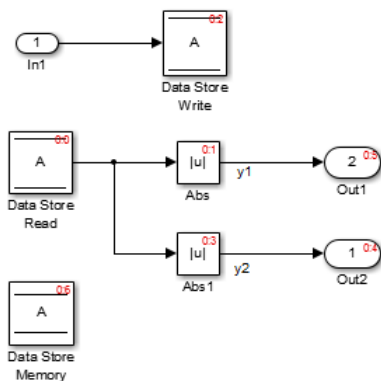 0:2
1
A
In1
Data Store
Write
0:0
0:1
0:5
A
|u|
y1
2
Data Store
Read
Abs
Out1
0:3
0:4
|u|
y2
1
Abs1
Out2
0:6
A
Data Store
Memory